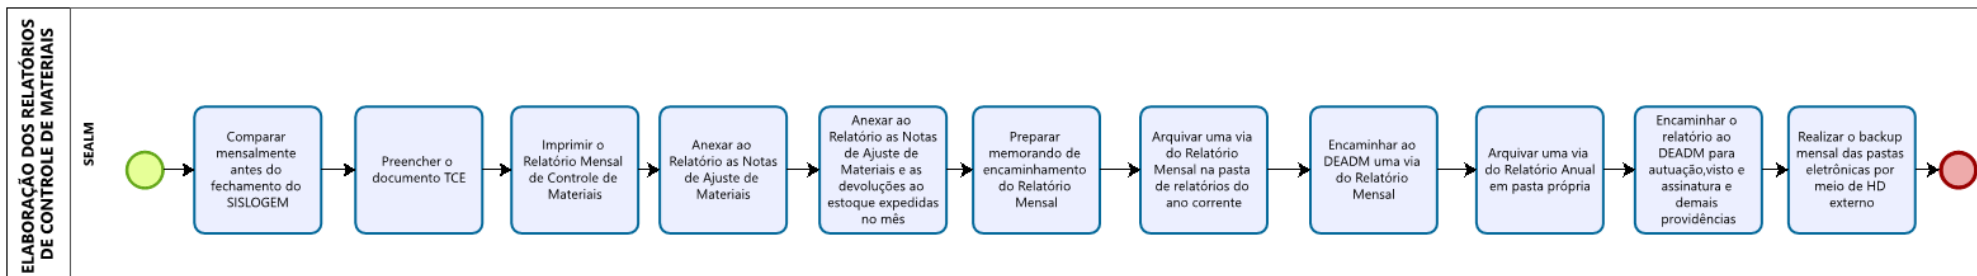 ELABORAÇÃO DOS RELATÓRIOS
DE CONTROLE DE MATERIAIS
SEALM
Comparar
mensalmente
antes do
fechamento do
SISLOGEM
Preencher o
documento TCE
Imprimir o
Relatório Mensal
de Controle de
Materiais
Anexar ao
Relatório as Notas
de Ajuste de
Materiais
Anexar ao
Relatório as Notas
de Ajuste de
Materiais e as
devoluções ao
estoque expedidas
no mês
Preparar
memorando de
encaminhamento
do Relatório
Mensal
Arquivar uma via
do Relatório
Mensal na pasta
de relatórios do
ano corrente
Encaminhar ao
DEADM uma via
do Relatório
Mensal
Arquivar uma via
do Relatório Anual
em pasta própria
Encaminhar o
relatório ao
DEADM para
autuação,visto e
assinatura e
demais
providências
Realizar o backup
mensal das pastas
eletrônicas por
meio de HD
externo